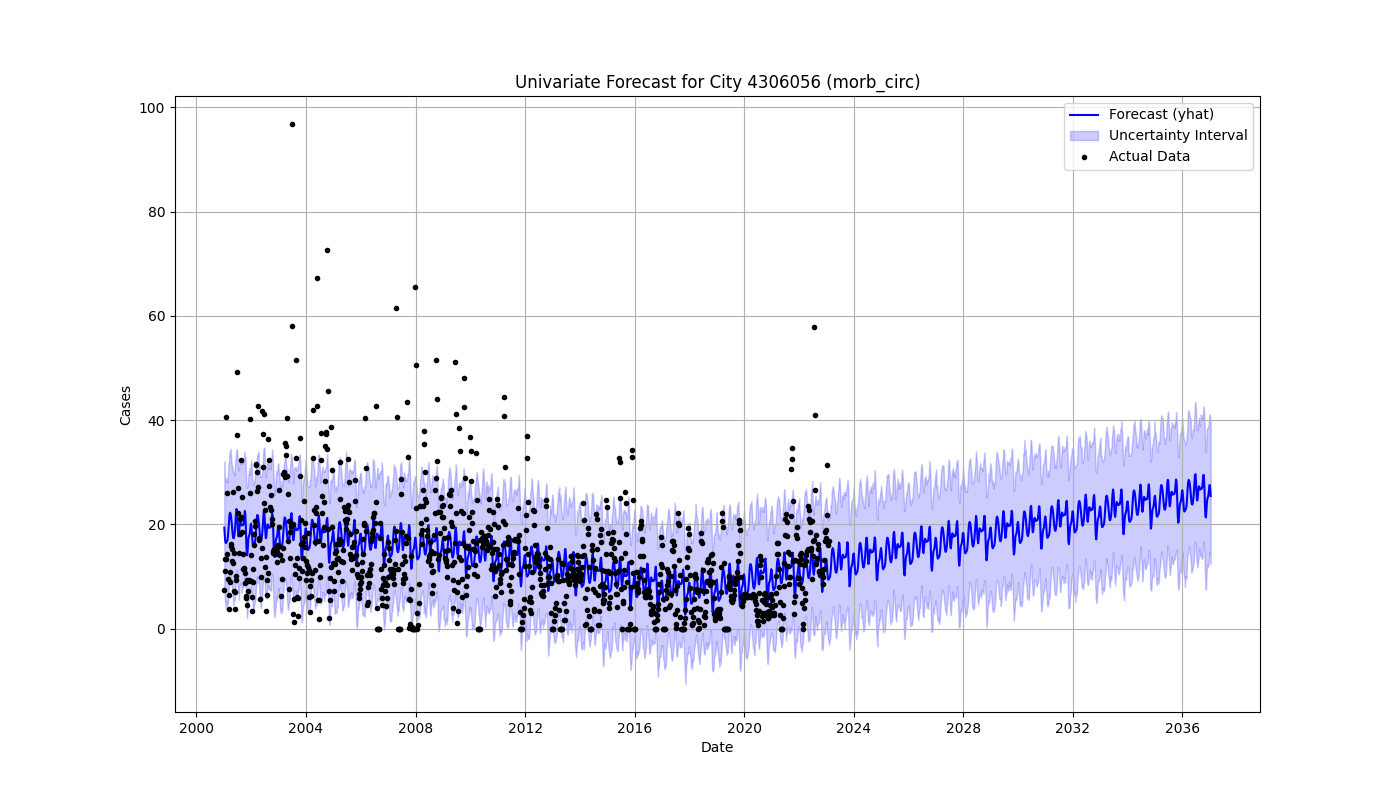 Univariate Forecast for City 4306056 (morb_circ)
Forecast (yhat)
Uncertainty Interval
Actual Data
Cases
100
80
60
40
20
0
2000 2004 2008 2012 2016 2020 2024 2028 2032 2036
Date